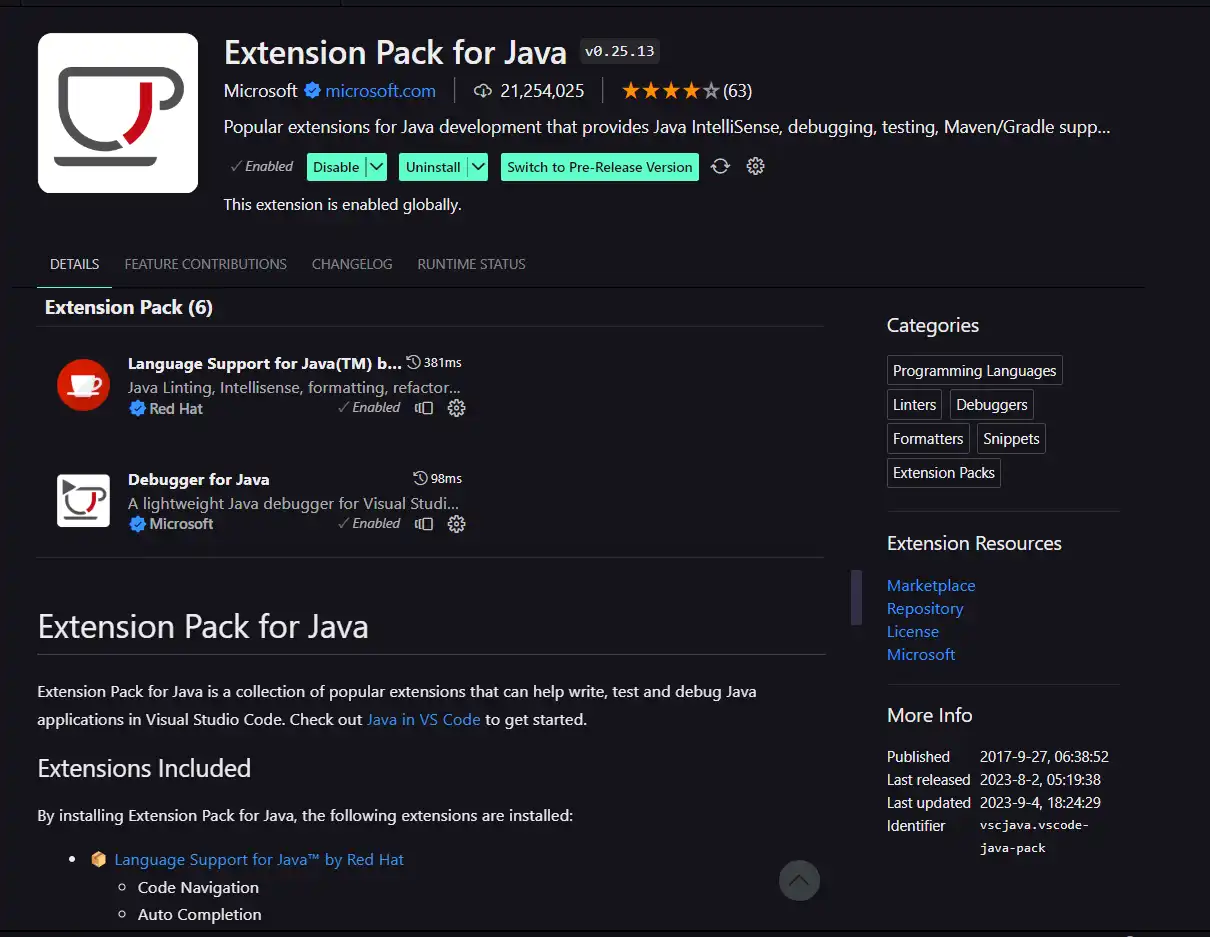 Extension Pack for Java v0.25.13
Microsoft microsoft.com 21,254,025 (63)
Popular extensions for Java development that provides Java IntelliSense, debugging, testing, Maven/Gradle supp...
Enabled Disable Uninstall Switch to Pre-Release Version
This extension is enabled globally.
DETAILS FEATURE CONTRIBUTIONS CHANGELOG RUNTIME STATUS
Extension Pack (6)
Language Support for Java(TM) b... 381ms
Java Linting, Intellisense, formatting, refactor...
Red Hat Enabled
Debugger for Java 98ms
A lightweight Java debugger for Visual Studi...
Microsoft Enabled
Extension Pack for Java
Extension Pack for Java is a collection of popular extensions that can help write, test and debug Java
applications in Visual Studio Code. Check out Java in VS Code to get started.
Extensions Included
By installing Extension Pack for Java, the following extensions are installed:
• 📦 Language Support for Java™ by Red Hat
◦ Code Navigation
◦ Auto Completion
Categories
Programming Languages
Linters Debuggers
Formatters Snippets
Extension Packs
Extension Resources
Marketplace
Repository
License
Microsoft
More Info
Published 2017-9-27, 06:38:52
Last released 2023-8-2, 05:19:38
Last updated 2023-9-4, 18:24:29
Identifier vscjava.vscode-
java-pack